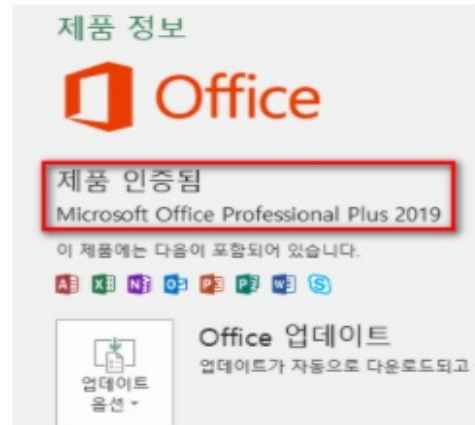 제품 정보
Office
제품 인증됨
Microsoft Office Professional Plus 2019
이 제품에는 다음이 포함되어 있습니다.
업데이트
옵션
Office 업데이트
업데이트가 자동으로 다운로드되고